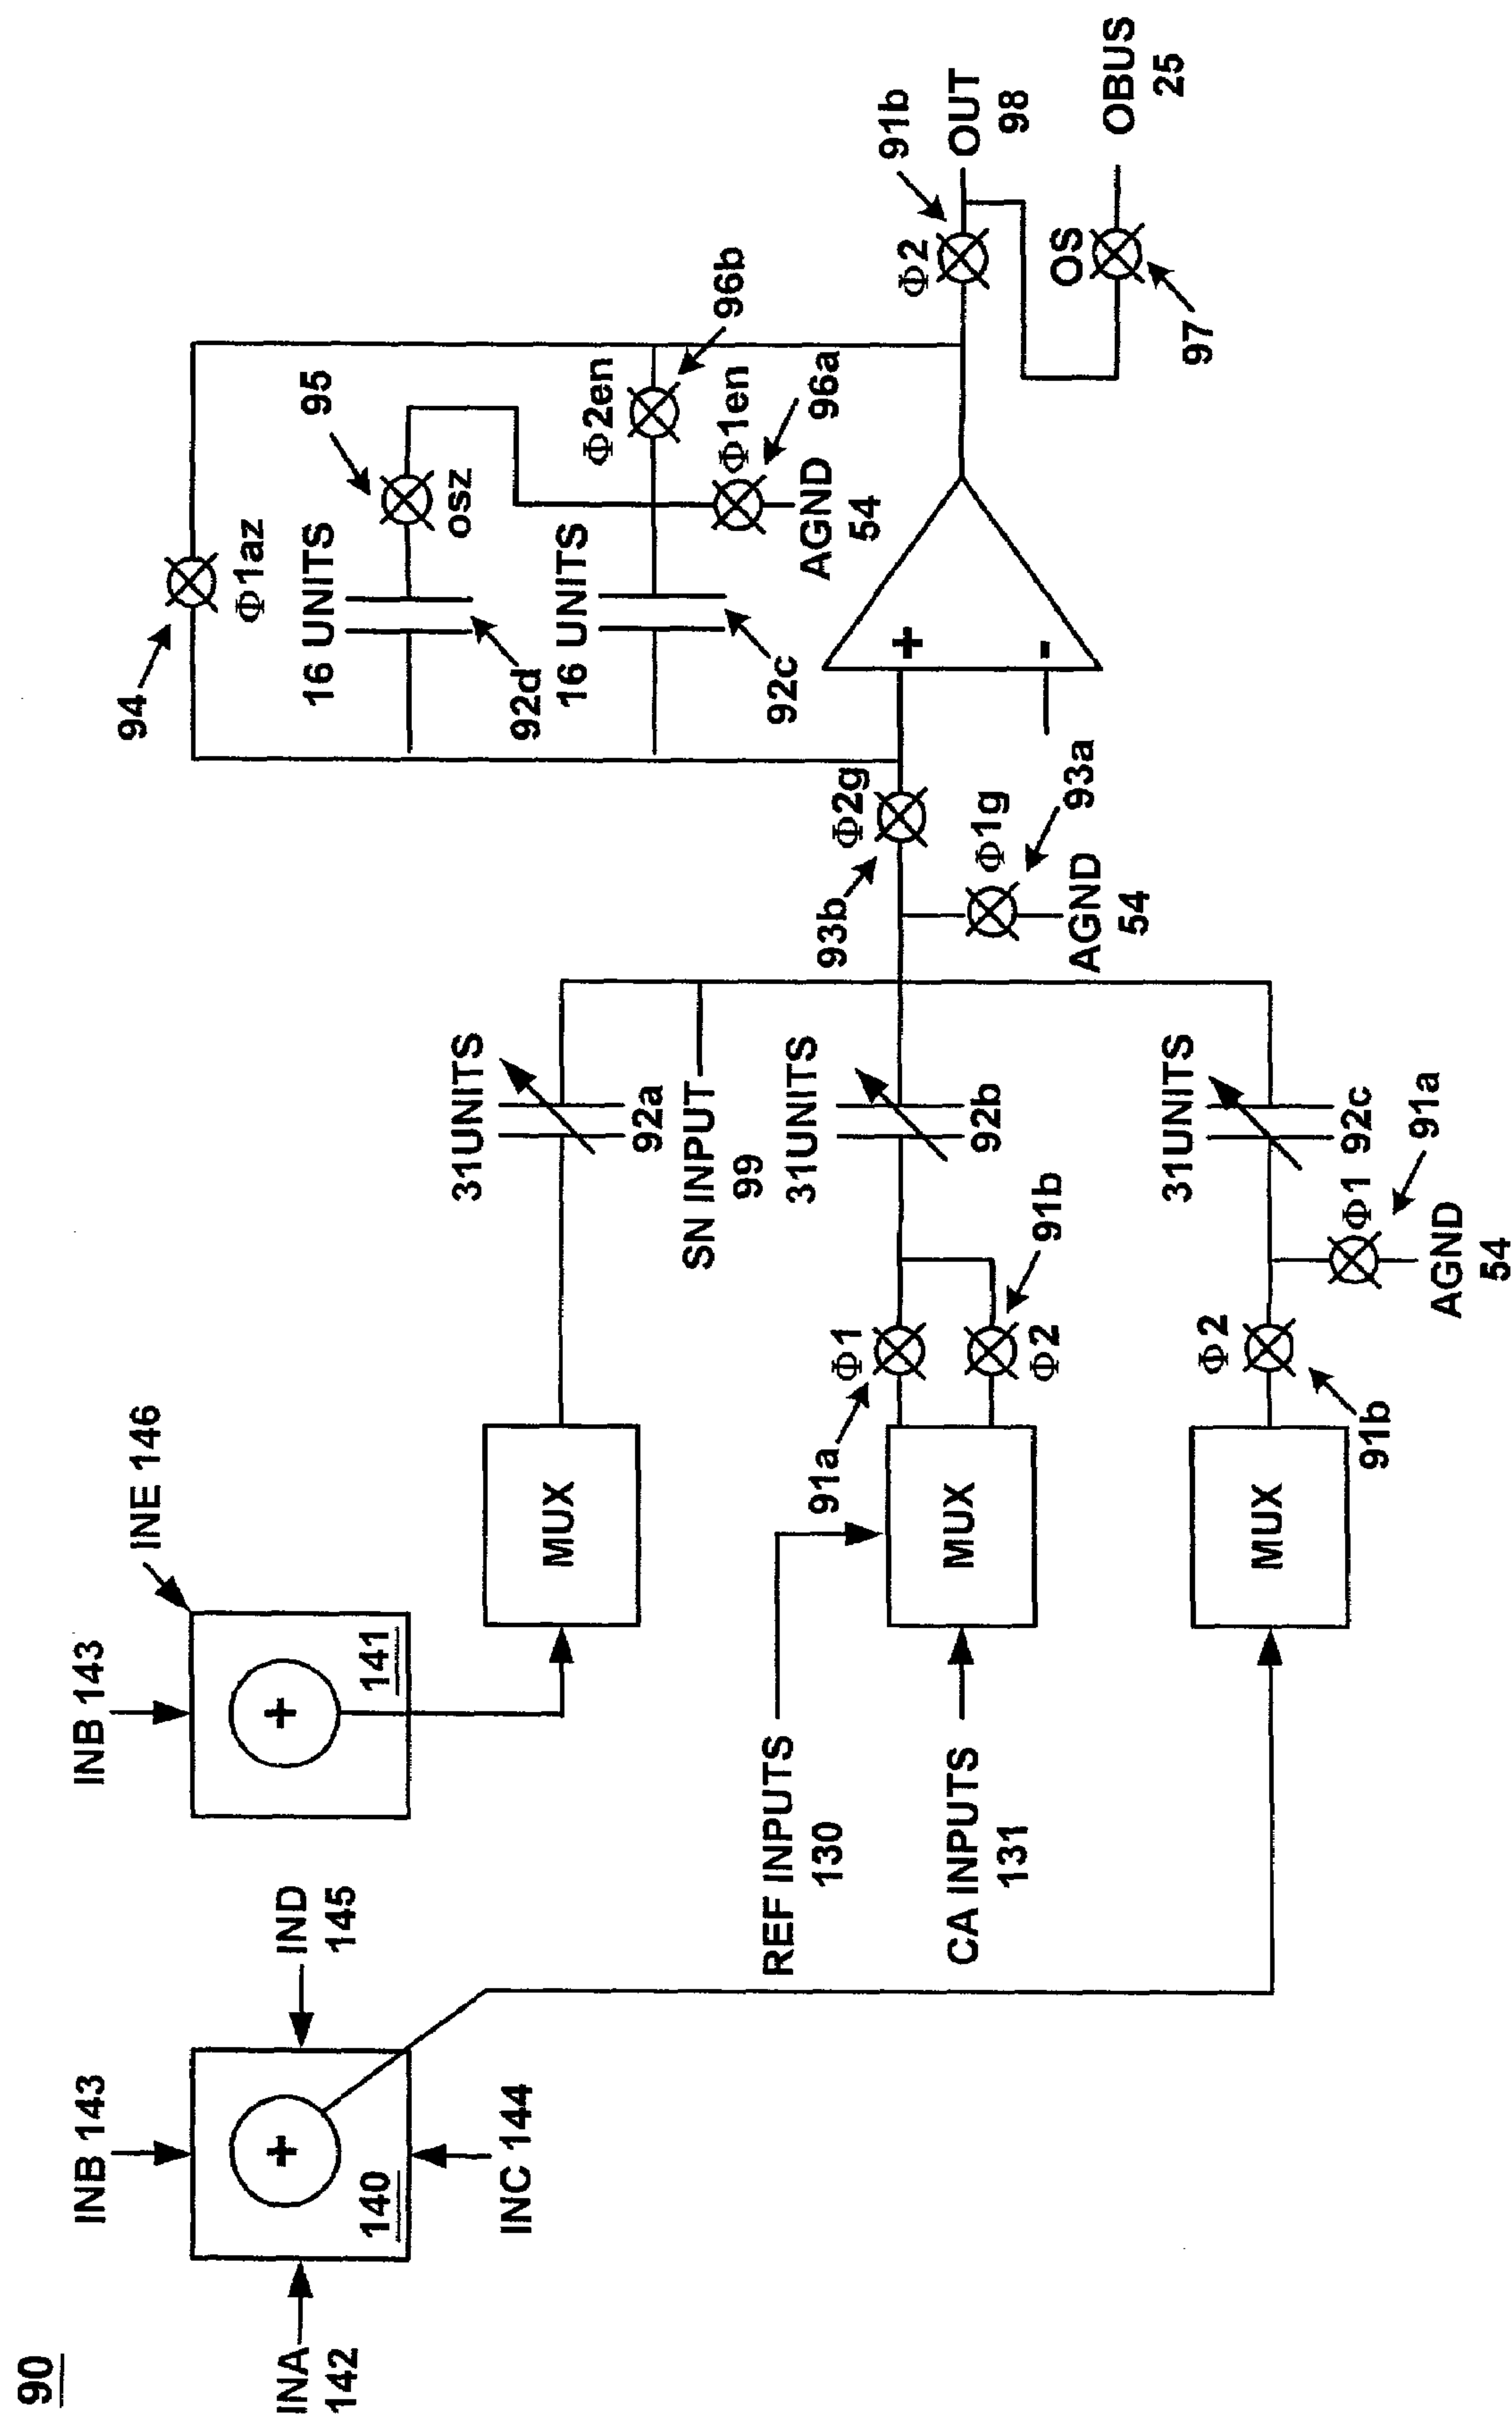 90
INA
142
INB 143
140
INC 144
IND
145
INB 143
INE 146
141
MUX
31UNITS
92a
SN INPUT
99
REF INPUTS
130
CA INPUTS
131
MUX
91a
Φ1
Φ2
91b
31UNITS
92b
MUX
Φ2
91b
31UNITS
92c
Φ1
91a
AGND
54
93b
Φ2g
Φ1g
93a
AGND
54
94
Φ1az
16 UNITS
92d
95
osz
16 UNITS
92c
Φ2en
96b
Φ1en
96a
AGND
54
+
-
+
+
Φ2
91b
OUT
98
OS
97
OBUS
25